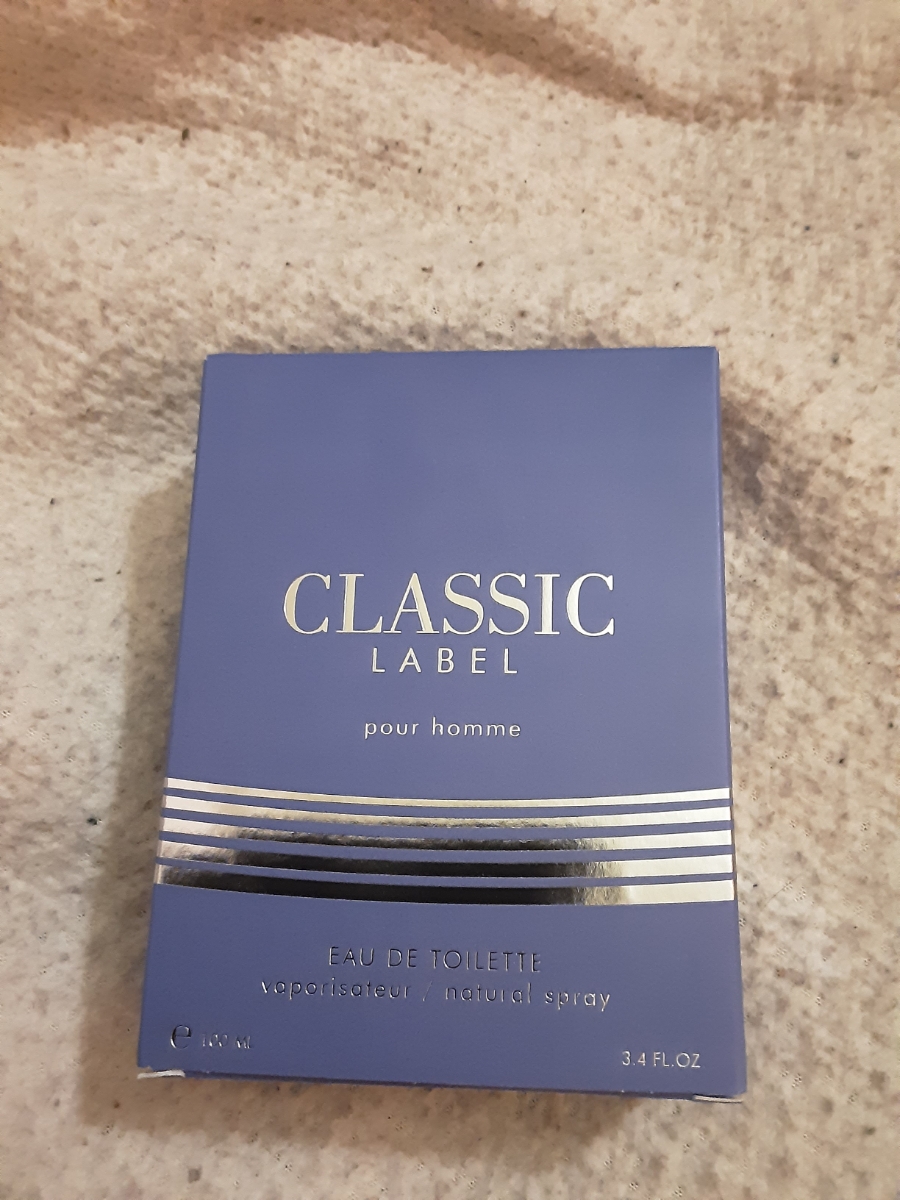 CLASSIC
LABEL
pour homme
EAU DE TOILETTE
vaporisateur / natural spray
e 100 ML
3.4 FL.OZ